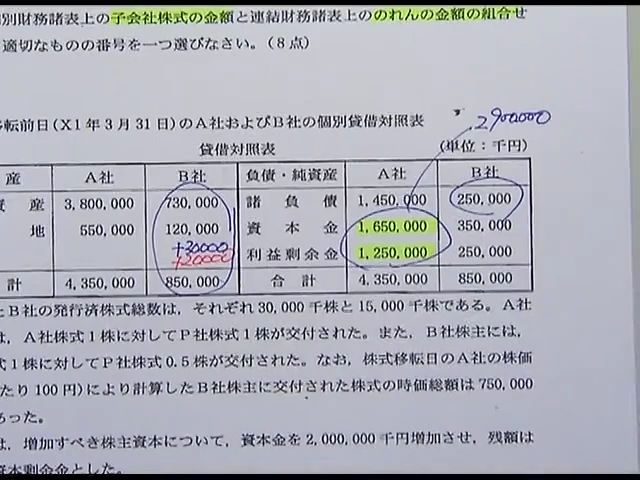 別財務諸表上の子会社株式の金額と連結財務諸表上ののれんの金額の組合せ
適切なものの番号を一つ選びなさい。(8点)
移転前日(X1年3月31日)のA社およびB社の個別貸借対照表
2900000
貸借対照表 (単位:千円)
産 A社 B社 負債・純資産 A社 B社
資産 3,800,000 730,000 諸負債 1,450,000 250,000
地 550,000 120,000 資本金 1,650,000 350,000
+30000 +20000 利益剰余金 1,250,000 250,000
計 4,350,000 850,000 合計 4,350,000 850,000
とB社の発行済株式総数は,それぞれ30,000千株と15,000千株である。A社
は,A社株式1株に対してP社株式1株が交付された。また,B社株主には,
式1株に対してP社株式0.5株が交付された。なお,株式移転日のA社の株価
たり100円)により計算したB社株主に交付された株式の時価総額は750,000
あった。
は,増加すべき株主資本について,資本金を2,000,000千円増加させ,残額は
資本剰余金とした。